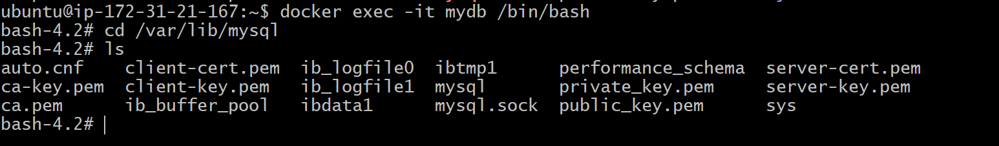 ubuntu@ip-172-31-21-167:~$ docker exec -it mydb /bin/bash
bash-4.2# cd /var/lib/mysql
bash-4.2# ls
auto.cnf    client-cert.pem  ib_logfile0  ibtmp1      performance_schema  server-cert.pem
ca-key.pem  client-key.pem   ib_logfile1  mysql       private_key.pem     server-key.pem
ca.pem      ib_buffer_pool   ibdata1      mysql.sock  public_key.pem      sys
bash-4.2#